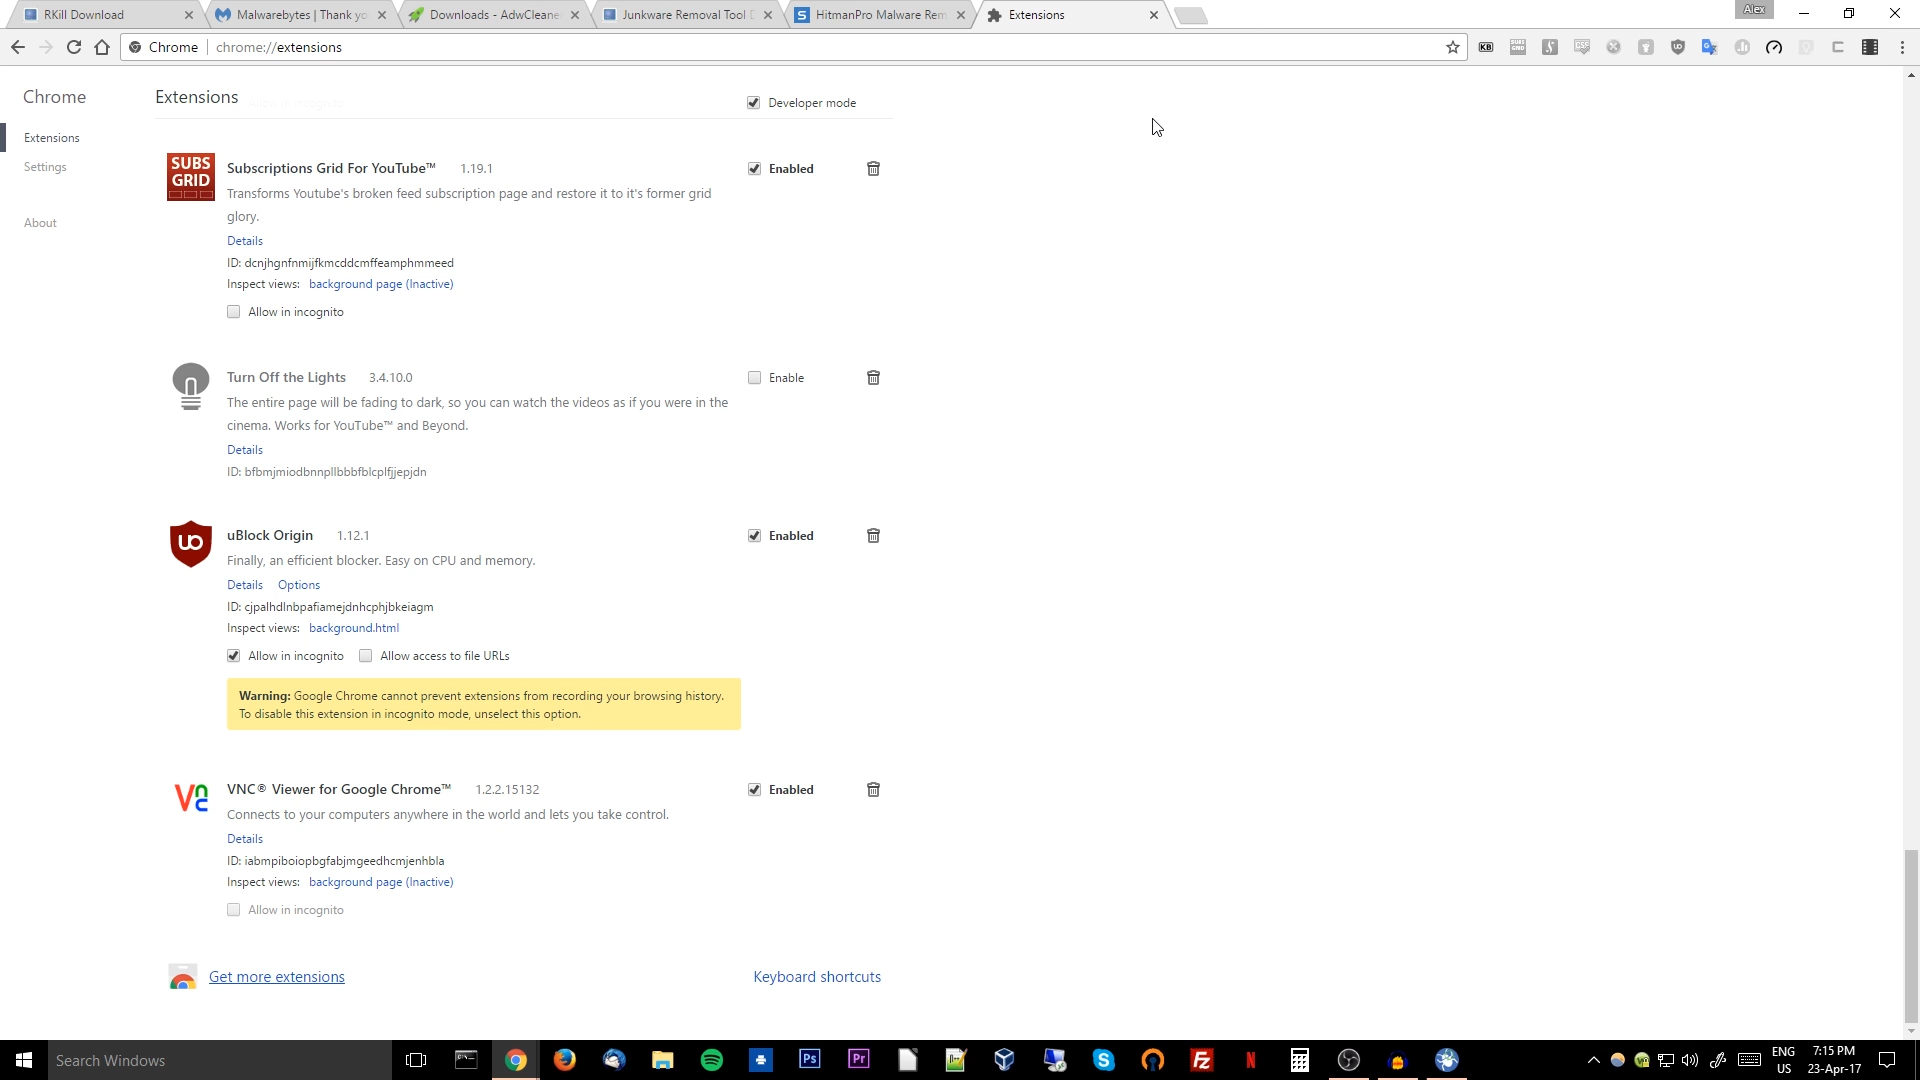 RKill Download
Malwarebytes | Thank yo
Downloads - AdwCleane
Junkware Removal Tool D
HitmanPro Malware Rem
Extensions
Alex
Chrome
chrome://extensions
Chrome
Extensions
Developer mode
Extensions
Settings
About
SUBS
GRID
Subscriptions Grid For YouTube™ 1.19.1
Enabled
Transforms Youtube's broken feed subscription page and restore it to it's former grid
glory.
Details
ID: dcnjhgnfnmijfkmcddcmffeamphmmeed
Inspect views: background page (Inactive)
Allow in incognito
Turn Off the Lights 3.4.10.0
Enable
The entire page will be fading to dark, so you can watch the videos as if you were in the
cinema. Works for YouTube™ and Beyond.
Details
ID: bfbmjmiodbnnpllbbbfblcplfjjepjdn
uBlock Origin 1.12.1
Enabled
Finally, an efficient blocker. Easy on CPU and memory.
Details Options
ID: cjpalhdlnbpafiamejdnhcphjbkeiagm
Inspect views: background.html
Allow in incognito
Allow access to file URLs
Warning: Google Chrome cannot prevent extensions from recording your browsing history.
To disable this extension in incognito mode, unselect this option.
VNC® Viewer for Google Chrome™ 1.2.2.15132
Enabled
Connects to your computers anywhere in the world and lets you take control.
Details
ID: iabmpiboiopbgfabjmgeedhcmjenhbla
Inspect views: background page (Inactive)
Allow in incognito
Get more extensions
Keyboard shortcuts
Search Windows
Ps
Pr
Fz
N
ENG
US
7:15 PM
23-Apr-17